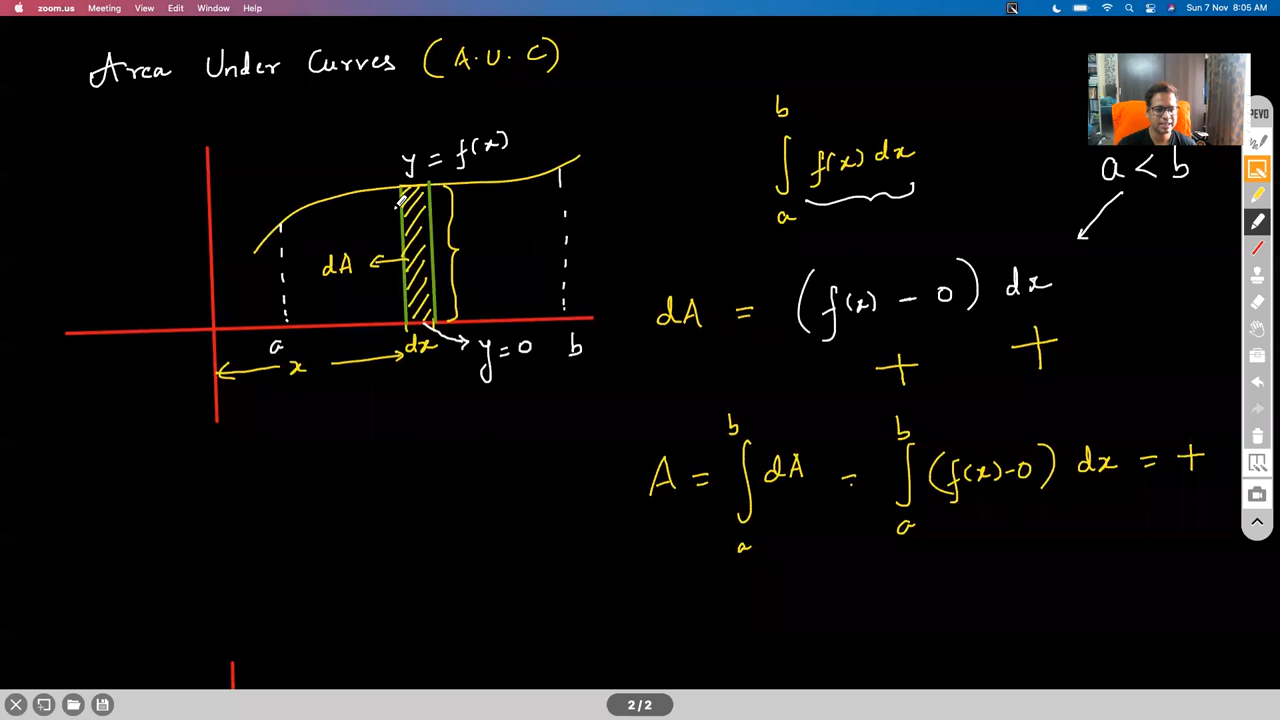 zoom.us Meeting View Edit Window Help Sun 7 Nov 8:05 AM
Area Under Curves (A.U.C)
y = f(x)
dA
a
x
dx
y = 0
b
b
∫ f(x) dx
a
a < b
dA = (f(x) - 0) dx
+ +
b b
A = ∫ dA = ∫ (f(x)-0) dx = +
a a
2/2